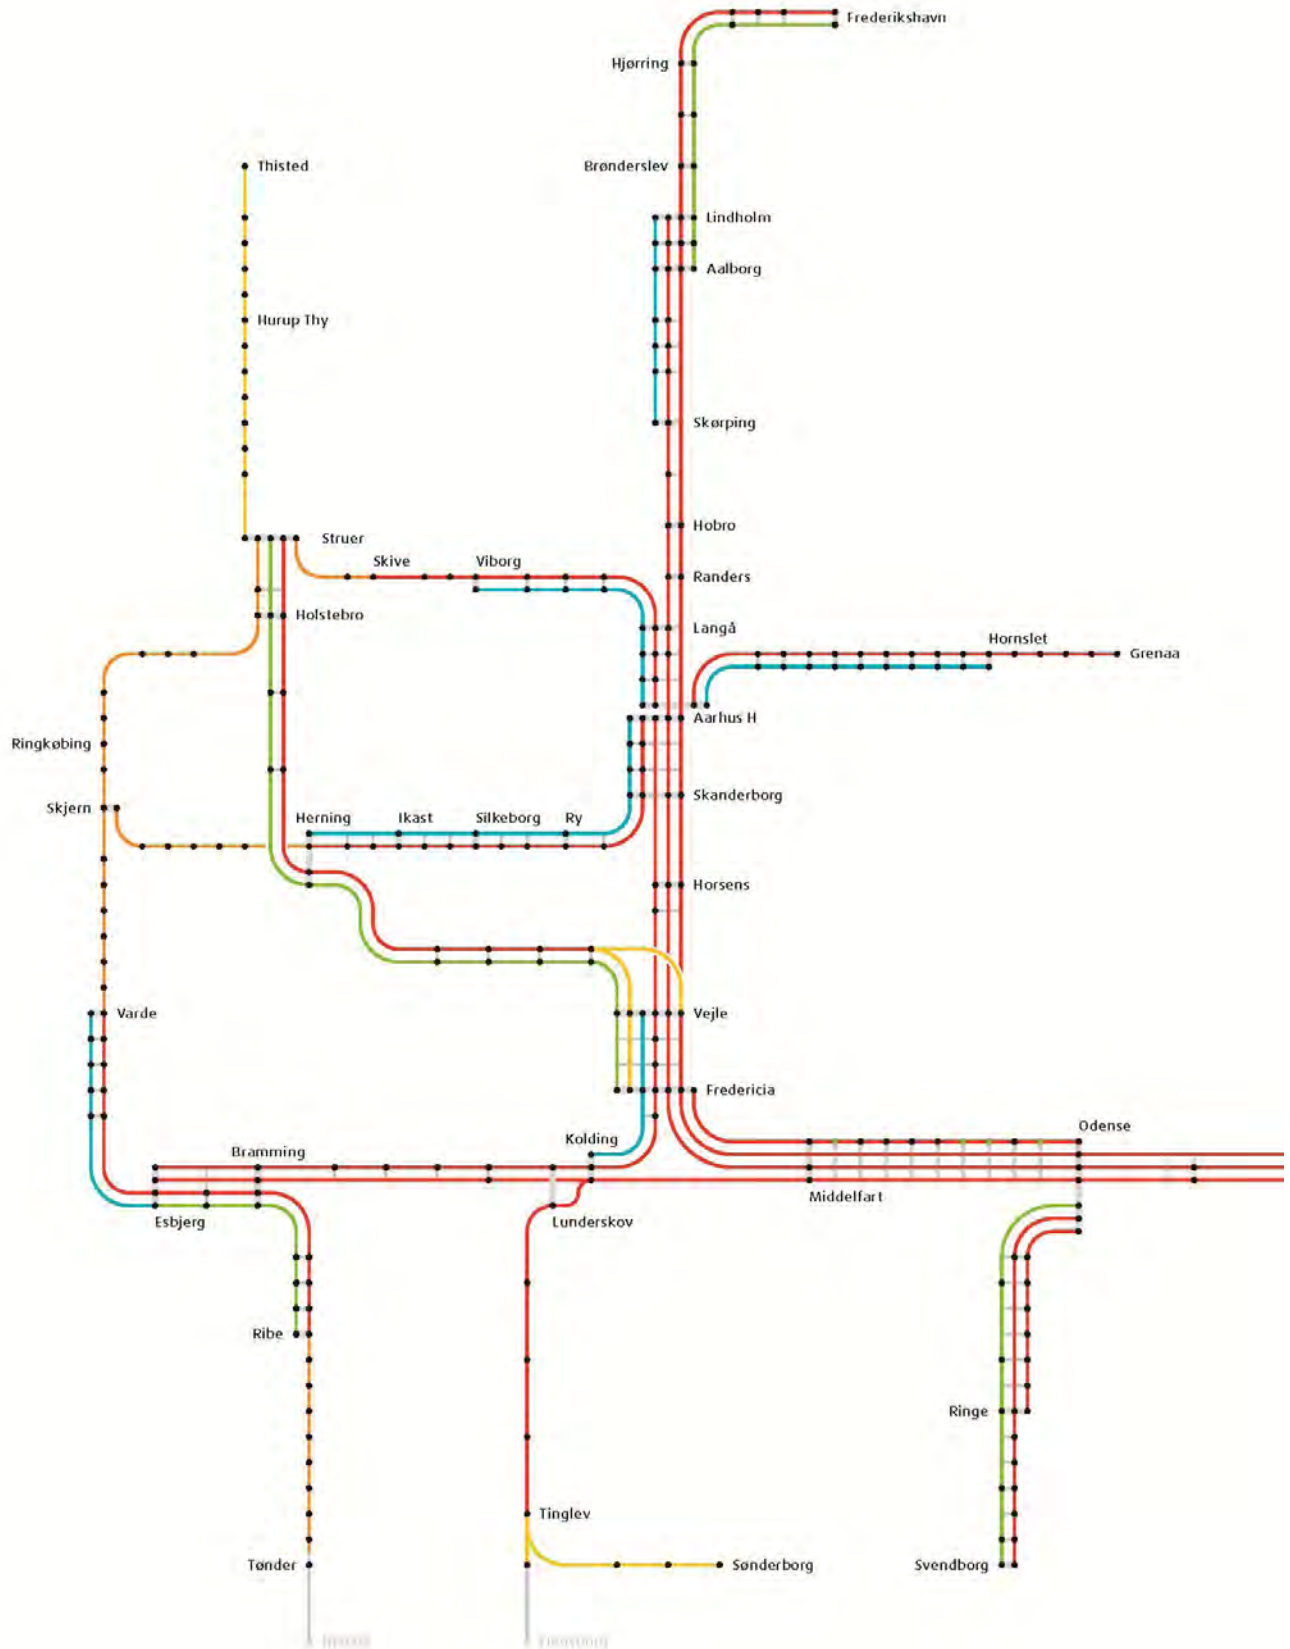 Frederikshavn
Hjørring
Brønderslev
Thisted
Lindholm
Aalborg
Hurup Thy
Skørping
Hobro
Struer
Skive
Viborg
Randers
Holstebro
Langå
Hornslet
Grenaa
Aarhus H
Ringkøbing
Skanderborg
Skjern
Herning
Ikast
Silkeborg
Ry
Horsens
Varde
Vejle
Fredericia
Odense
Kolding
Bramming
Middelfart
Esbjerg
Lunderskov
Ribe
Ringe
Tinglev
Tønder
Sønderborg
Svendborg